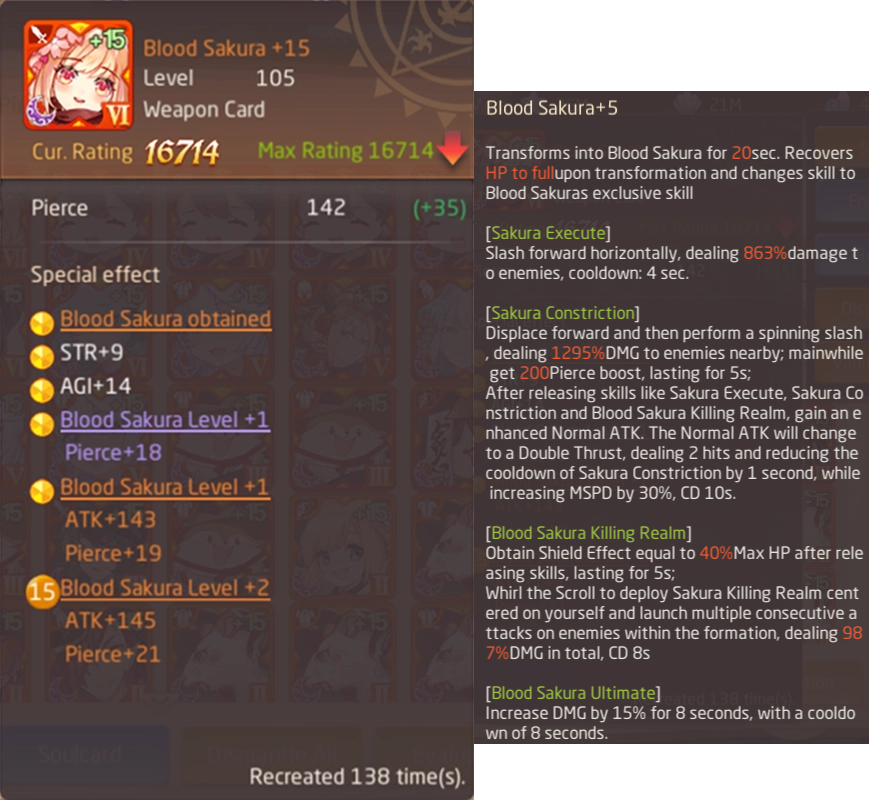 +15
VI
Blood Sakura +15
Level 105
Weapon Card
Cur. Rating 16714 Max Rating 16714
Pierce 142 (+35)
Special effect
Blood Sakura obtained
STR+9
AGI+14
Blood Sakura Level +1
Pierce+18
Blood Sakura Level +1
ATK+143
Pierce+19
15 Blood Sakura Level +2
ATK+145
Pierce+21
Soulcard
Recreated 138 time(s).
Blood Sakura+5
Transforms into Blood Sakura for 20sec. Recovers
HP to fullupon transformation and changes skill to
Blood Sakuras exclusive skill
[Sakura Execute]
Slash forward horizontally, dealing 863%damage t
o enemies, cooldown: 4 sec.
[Sakura Constriction]
Displace forward and then perform a spinning slash
, dealing 1295%DMG to enemies nearby; mainwhile
get 200Pierce boost, lasting for 5s;
After releasing skills like Sakura Execute, Sakura Co
nstriction and Blood Sakura Killing Realm, gain an e
nhanced Normal ATK. The Normal ATK will change
to a Double Thrust, dealing 2 hits and reducing the
cooldown of Sakura Constriction by 1 second, while
increasing MSPD by 30%, CD 10s.
[Blood Sakura Killing Realm]
Obtain Shield Effect equal to 40%Max HP after rele
asing skills, lasting for 5s;
Whirl the Scroll to deploy Sakura Killing Realm cent
ered on yourself and launch multiple consecutive a
ttacks on enemies within the formation, dealing 98
7%DMG in total, CD 8s
[Blood Sakura Ultimate]
Increase DMG by 15% for 8 seconds, with a cooldo
wn of 8 seconds.